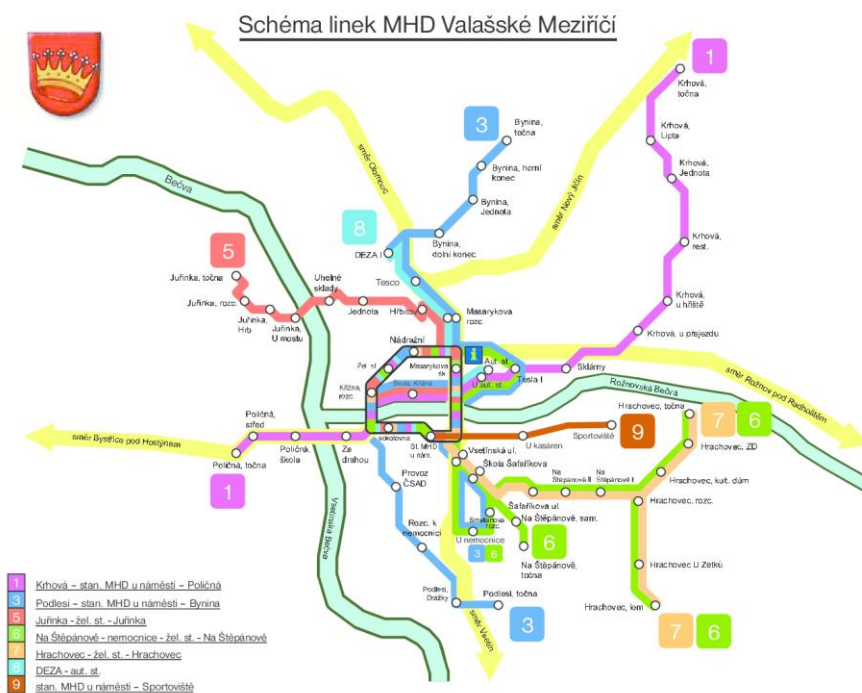 Schéma linek MHD Valašské Meziříčí
1
Krhová,
točna
3
Bynina,
točna
Krhová,
Lipta
Bynina, horní
konec
Krhová,
Jednota
směr Olomouc
směr Nový Jičín
Bečva
Bynina,
Jednota
8
Bynina,
dolní konec
DEZA I
Krhová,
rest.
5
Juřinka, točna
Uhelné
sklady
Tesco
Juřinka, rozc.
Juřinka,
Hrb
Juřinka,
U mostu
Jednota
Hřbitov
Masarykova
rozc.
Krhová,
u hřiště
Krhová, u přejezdu
Nádražní
i
Žel. st.
Masarykova
šk.
Aut. st.
U aut. st.
Tesla I
Sklárny
směr Rožnov pod Radhoštěm
Rožnovská Bečva
Křižná,
rozc.
Škola, Křižná
Hrachovec, točna
7
6
Poličná,
střed
směr Bystřice pod Hostýnem
Poličná, točna
Poličná,
škola
Za
drahou
sokolovna
St. MHD
u nám.
U kasáren
Sportoviště
9
Hrachovec, ZD
1
Vsetínská ul.
Škola Šafaříkova
Na
Štěpánově II
Na
Štěpánově I
Hrachovec, kult. dům
Provoz
ČSAD
Šafaříkova ul.
Hrachovec, rozc.
Vsetínská Bečva
Rozc. k
nemocnici
Smetanova
rozc.
Na Štěpánově, sam.
U nemocnice
3
6
6
Na Štěpánově,
točna
Hrachovec U Zetků
Podlesí,
Dražky
Podlesí, točná
3
směr Vsetín
Hrachovec, křm
7
6
1 Krhová – stan. MHD u náměstí – Poličná
3 Podlesí – stan. MHD u náměstí – Bynina
5 Juřinka – žel. st. - Juřinka
6 Na Štěpánově - nemocnice - žel. st. - Na Štěpánově
7 Hrachovec - žel. st. - Hrachovec
8 DEZA - aut. st.
9 stan. MHD u náměstí – Sportoviště